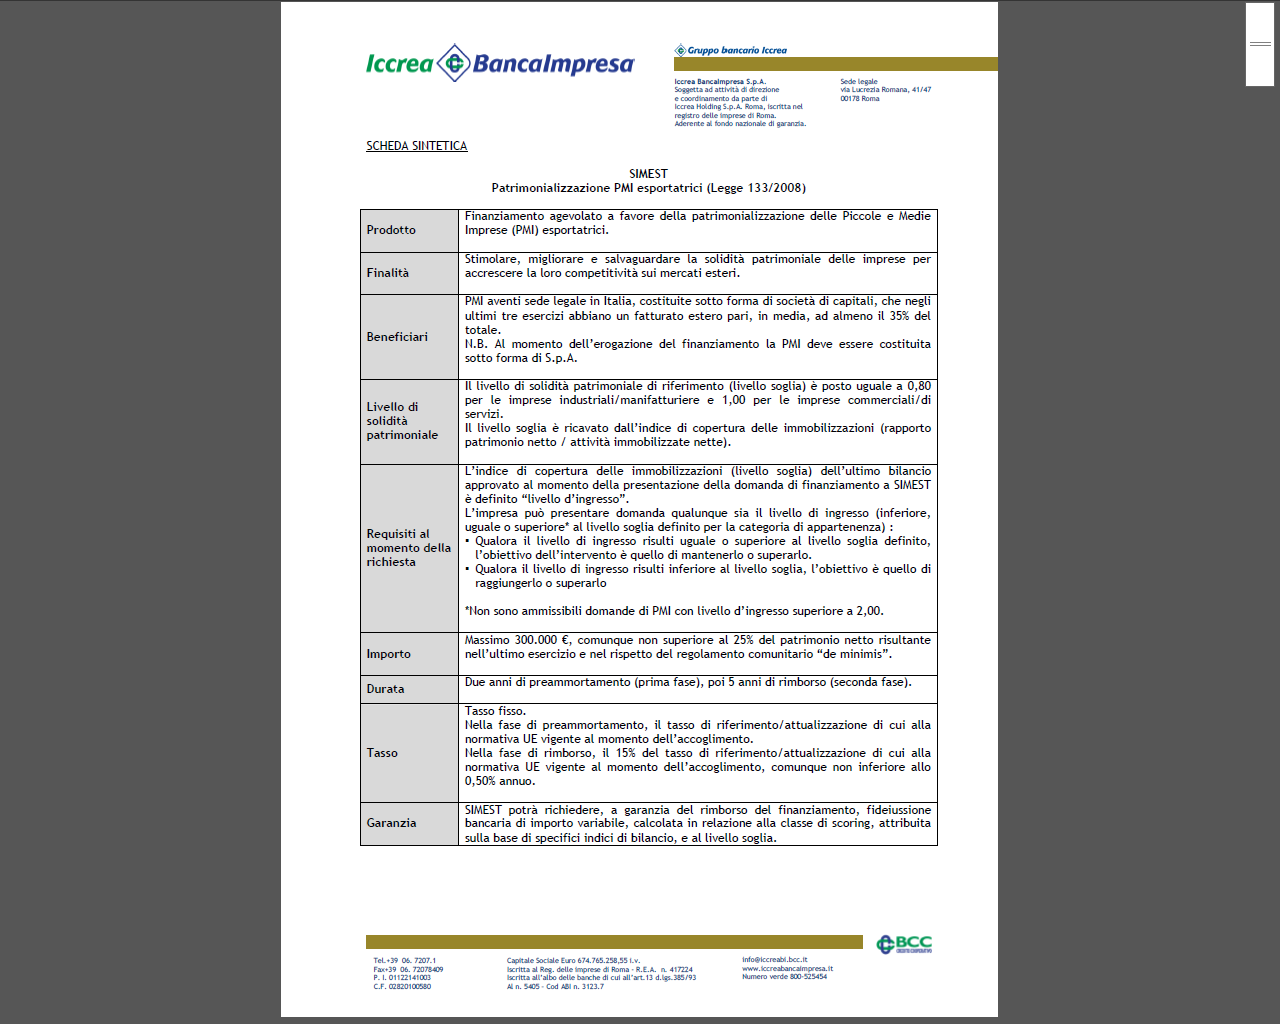 Iccrea BancaImpresa
Gruppo bancario Iccrea
Iccrea BancaImpresa S.p.A.
Soggetta ad attività di direzione
e coordinamento da parte di
Iccrea Holding S.p.A. Roma, iscritta nel
registro delle imprese di Roma.
Aderente al fondo nazionale di garanzia.
Sede legale
via Lucrezia Romana, 41/47
00178 Roma
SCHEDA SINTETICA
SIMEST
Patrimonializzazione PMI esportatrici (Legge 133/2008)
Prodotto
Finanziamento agevolato a favore della patrimonializzazione delle Piccole e Medie
Imprese (PMI) esportatrici.
Finalità
Stimolare, migliorare e salvaguardare la solidità patrimoniale delle imprese per
accrescere la loro competitività sui mercati esteri.
Beneficiari
PMI aventi sede legale in Italia, costituite sotto forma di società di capitali, che negli
ultimi tre esercizi abbiano un fatturato estero pari, in media, ad almeno il 35% del
totale.
N.B. Al momento dell'erogazione del finanziamento la PMI deve essere costituita
sotto forma di S.p.A.
Livello di
solidità
patrimoniale
Il livello di solidità patrimoniale di riferimento (livello soglia) è posto uguale a 0,80
per le imprese industriali/manifatturiere e 1,00 per le imprese commerciali/di
servizi.
Il livello soglia è ricavato dall'indice di copertura delle immobilizzazioni (rapporto
patrimonio netto / attività immobilizzate nette).
Requisiti al
momento della
richiesta
L'indice di copertura delle immobilizzazioni (livello soglia) dell'ultimo bilancio
approvato al momento della presentazione della domanda di finanziamento a SIMEST
è definito “livello d'ingresso”.
L'impresa può presentare domanda qualunque sia il livello di ingresso (inferiore,
uguale o superiore* al livello soglia definito per la categoria di appartenenza) :
▪ Qualora il livello di ingresso risulti uguale o superiore al livello soglia definito,
l'obiettivo dell'intervento è quello di mantenerlo o superarlo.
▪ Qualora il livello di ingresso risulti inferiore al livello soglia, l'obiettivo è quello di
raggiungerlo o superarlo
*Non sono ammissibili domande di PMI con livello d'ingresso superiore a 2,00.
Importo
Massimo 300.000 €, comunque non superiore al 25% del patrimonio netto risultante
nell'ultimo esercizio e nel rispetto del regolamento comunitario “de minimis”.
Durata
Due anni di preammortamento (prima fase), poi 5 anni di rimborso (seconda fase).
Tasso
Tasso fisso.
Nella fase di preammortamento, il tasso di riferimento/attualizzazione di cui alla
normativa UE vigente al momento dell'accoglimento.
Nella fase di rimborso, il 15% del tasso di riferimento/attualizzazione di cui alla
normativa UE vigente al momento dell'accoglimento, comunque non inferiore allo
0,50% annuo.
Garanzia
SIMEST potrà richiedere, a garanzia del rimborso del finanziamento, fideiussione
bancaria di importo variabile, calcolata in relazione alla classe di scoring, attribuita
sulla base di specifici indici di bilancio, e al livello soglia.
BCC
CREDITO COOPERATIVO
Tel.+39 06. 7207.1
Fax+39 06. 72078409
P. I. 01122141003
C.F. 02820100580
Capitale Sociale Euro 674.765.258,55 i.v.
Iscritta al Reg. delle imprese di Roma - R.E.A. n. 417224
Iscritta all'albo delle banche di cui all'art.13 d.lgs.385/93
Al n. 5405 - Cod ABI n. 3123.7
info@iccreabi.bcc.it
www.iccreabancaimpresa.it
Numero verde 800-525454